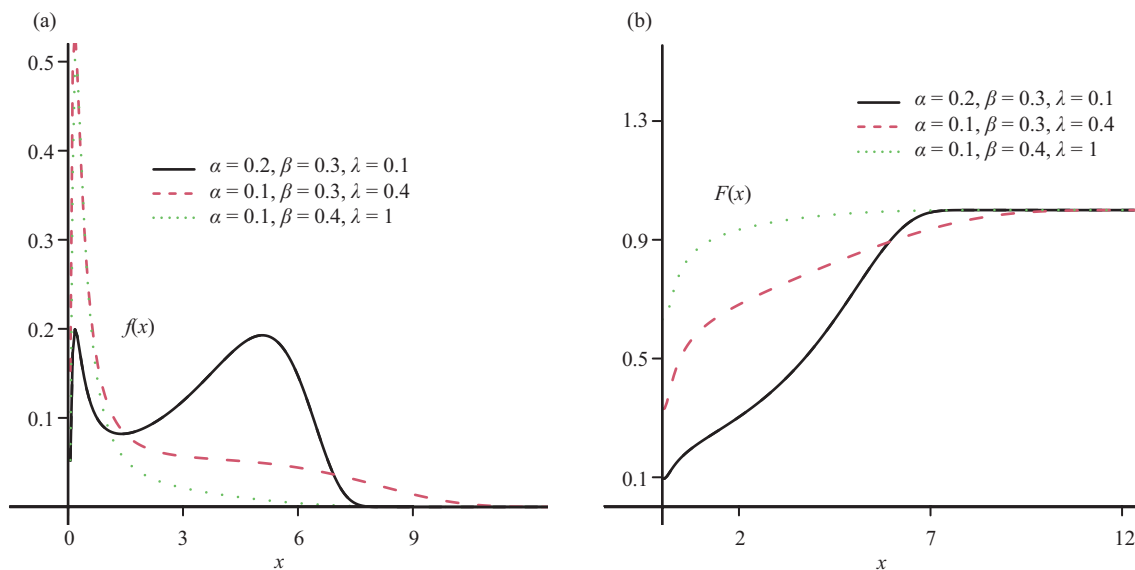 (a)
0.5
0.4
0.3
0.2
0.1
α = 0.2, β = 0.3, λ = 0.1
α = 0.1, β = 0.3, λ = 0.4
α = 0.1, β = 0.4, λ = 1
f(x)
0 3 6 9
x
(b)
1.3
0.9
0.5
0.1
α = 0.2, β = 0.3, λ = 0.1
α = 0.1, β = 0.3, λ = 0.4
α = 0.1, β = 0.4, λ = 1
F(x)
2 7 12
x